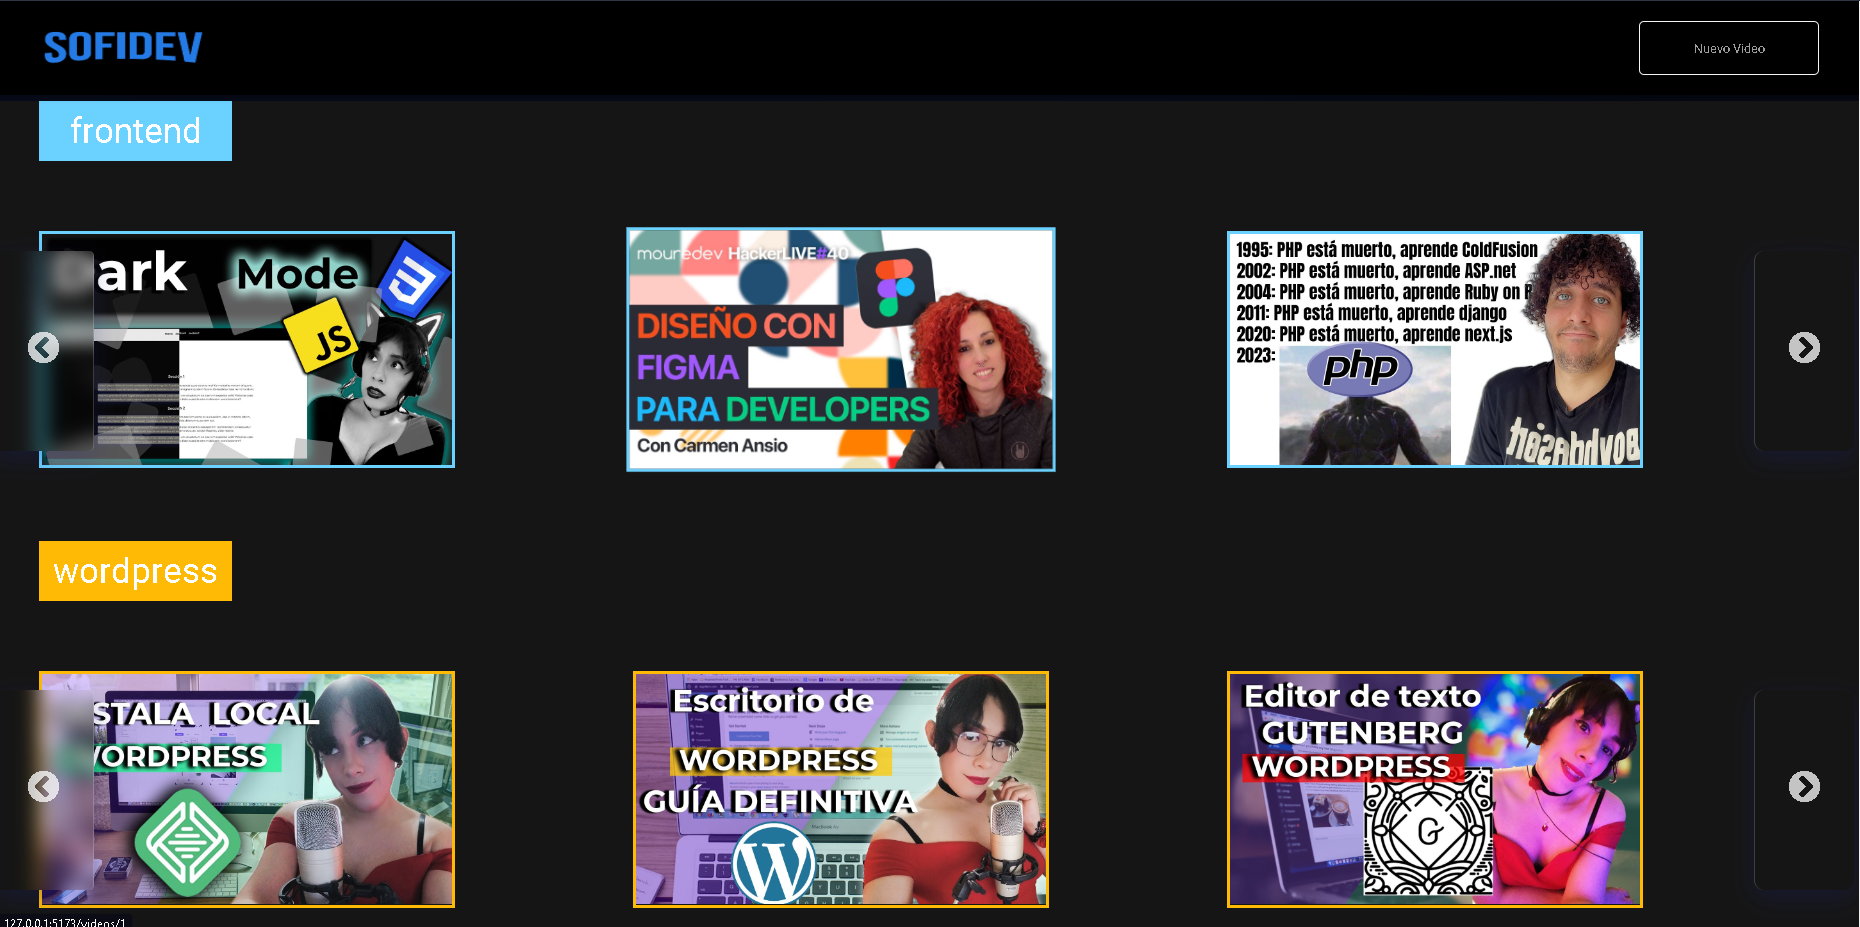 SOFIDEV
Nuevo Video
frontend
Dark Mode
JS
mouredev HackerLIVE#40
DISEÑO CON
FIGMA
PARA DEVELOPERS
Con Carmen Ansio
1995: PHP está muerto, aprende ColdFusion
2002: PHP está muerto, aprende ASP.net
2004: PHP está muerto, aprende Ruby on R
2011: PHP está muerto, aprende django
2020: PHP está muerto, aprende next.js
2023:
php
wordpress
STALA LOCAL
WORDPRESS
Escritorio de
WORDPRESS
GUÍA DEFINITIVA
W
Editor de texto
GUTENBERG
WORDPRESS
G
127.0.0.1:5173/videos/1